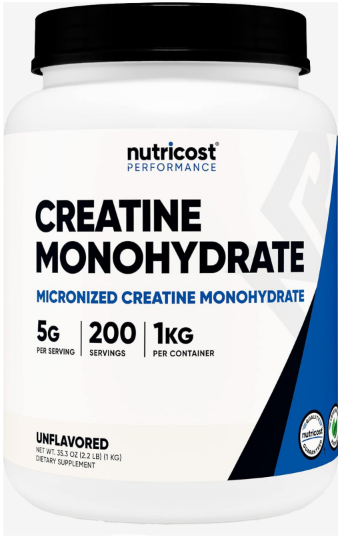 nutricost®
PERFORMANCE
CREATINE
MONOHYDRATE
MICRONIZED CREATINE MONOHYDRATE
5G PER SERVING
200 SERVINGS
1KG PER CONTAINER
UNFLAVORED
NET WT. 35.3 OZ (2.2 LB) (1 KG)
DIETARY SUPPLEMENT
nutricost